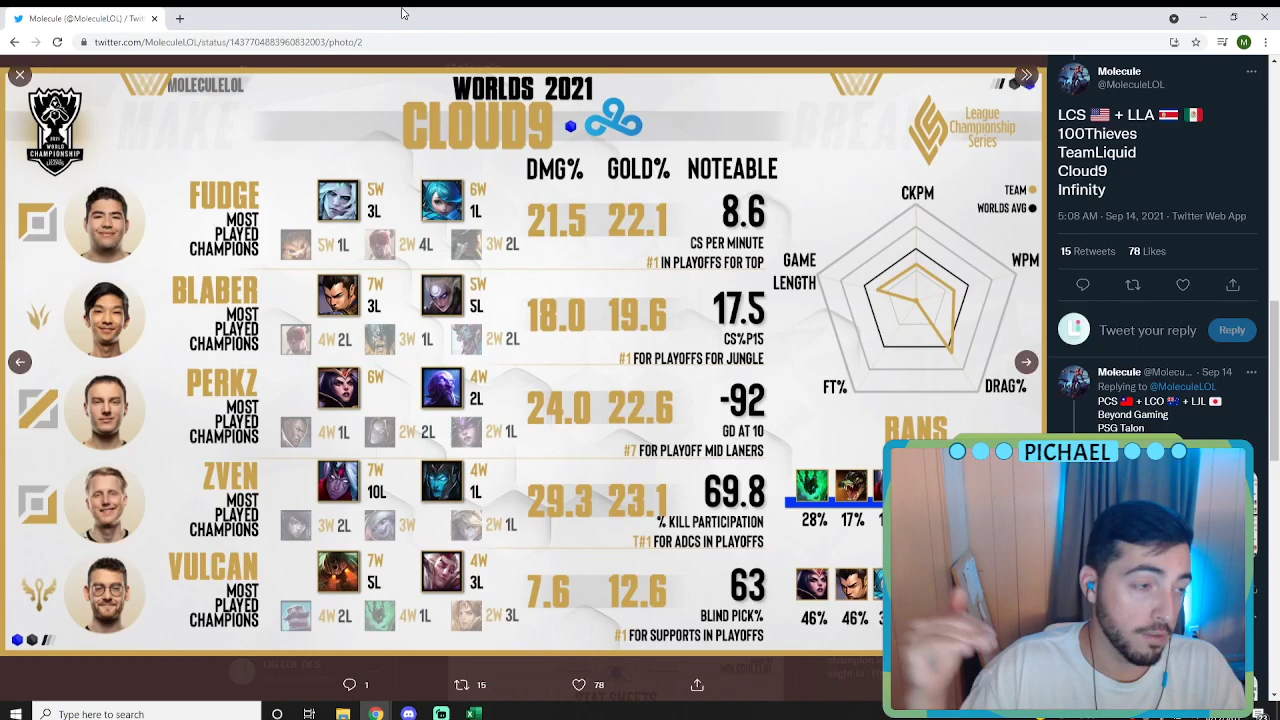 Molecule (@MoleculeLOL) / Twit
twitter.com/MoleculeLOL/status/1437704883960832003/photo/2
M
MOLECULELOL
WORLDS 2021
CLOUD9
2021
WORLD
CHAMPIONSHIP
League
Championship
Series
DMG% GOLD% NOTEABLE
FUDGE
MOST
PLAYED
CHAMPIONS
5W
3L
6W
1L
5W 1L
2W 4L
3W 2L
21.5 22.1
8.6
CS PER MINUTE
#1 IN PLAYOFFS FOR TOP
BLABER
MOST
PLAYED
CHAMPIONS
7W
3L
5W
5L
4W 2L
3W 1L
2W 2L
18.0 19.6
17.5
CS%P15
#1 FOR PLAYOFFS FOR JUNGLE
PERKZ
MOST
PLAYED
CHAMPIONS
6W
4W
2L
4W 1L
2W 2L
2W 1L
24.0 22.6
-92
GD AT 10
#7 FOR PLAYOFF MID LANERS
ZVEN
MOST
PLAYED
CHAMPIONS
7W
10L
4W
1L
3W 2L
3W
2W 1L
29.3 23.1
69.8
% KILL PARTICIPATION
T#1 FOR ADCS IN PLAYOFFS
VULCAN
MOST
PLAYED
CHAMPIONS
7W
5L
4W
3L
4W 2L
4W 1L
2W 3L
7.6 12.6
63
BLIND PICK%
#1 FOR SUPPORTS IN PLAYOFFS
CKPM
TEAM
WORLDS AVG
GAME
LENGTH
WPM
FT%
DRAG%
BANS
28% 17%
46% 46%
PICHAEL
1
15
78
Molecule
@MoleculeLOL
LCS 🇺🇸 + LLA 🇨🇷 🇲🇽
100Thieves
TeamLiquid
Cloud9
Infinity
5:08 AM · Sep 14, 2021 · Twitter Web App
15 Retweets 78 Likes
Tweet your reply
Reply
Molecule @Molecu... · Sep 14
Replying to @MoleculeLOL
PCS 🇹🇼 + LCO 🇦🇺 + LJL 🇯🇵
Beyond Gaming
PSG Talon
Type here to search